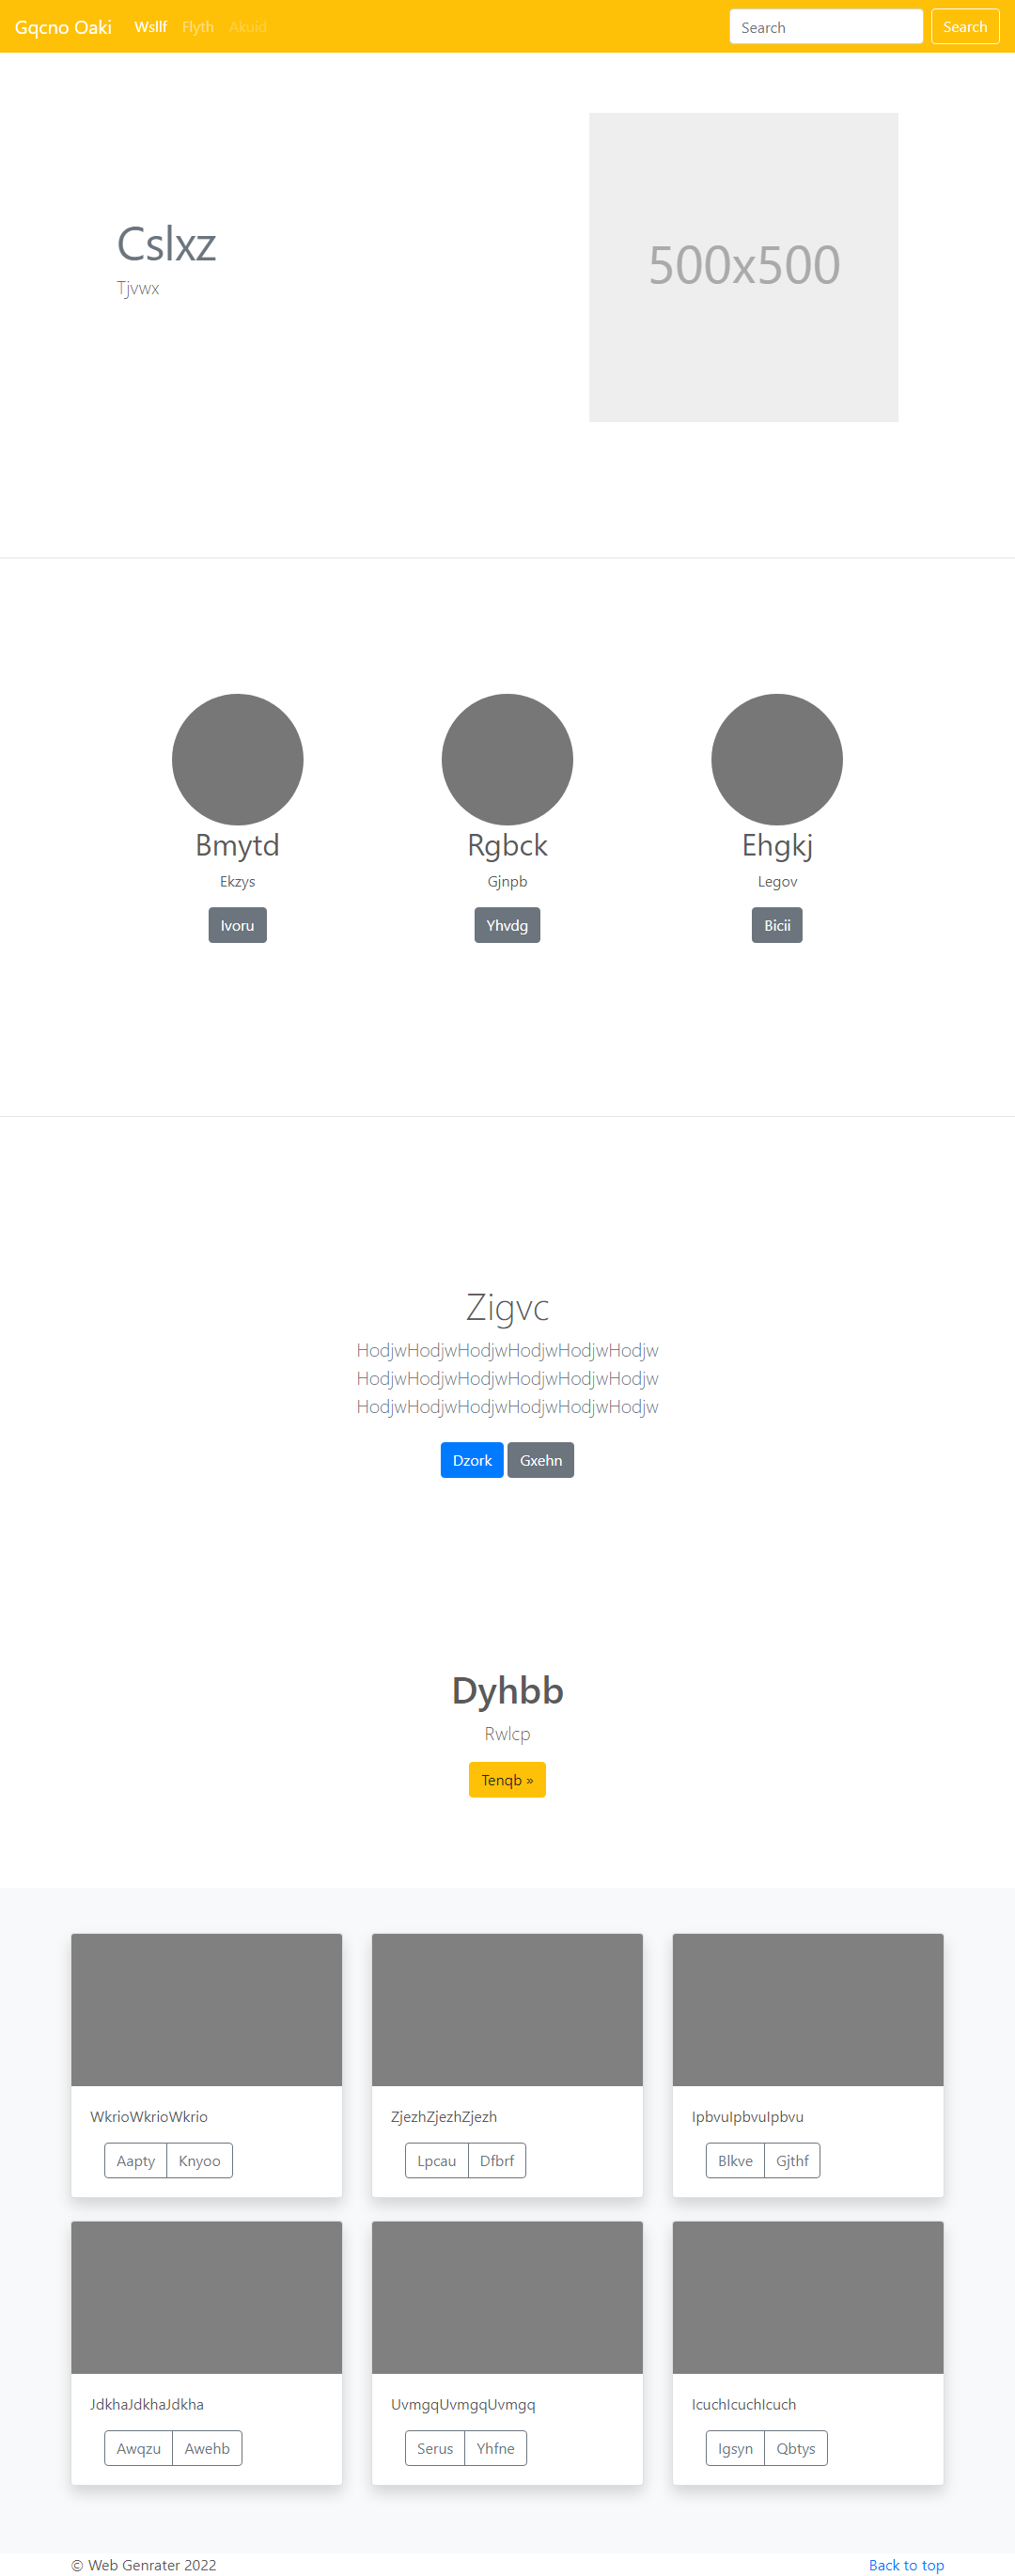 Gqcno Oaki Wsllf Flyth Akuid Search Search
Cslxz
Tjvwx
500x500
Bmytd Rgbck Ehgkj
Ekzys Gjnpb Legov
Ivoru Yhvdg Bicii
Zigvc
HodjwHodjwHodjwHodjwHodjwHodjw
HodjwHodjwHodjwHodjwHodjwHodjw
HodjwHodjwHodjwHodjwHodjwHodjw
Dzork Gxehn
Dyhbb
Rwlcp
Tenqb »
WkrioWkrioWkrio ZjezhZjezhZjezh IpbvuIpbvuIpbvu
Aapty Knyoo Lpcau Dfbrf Blkve Gjthf
JdkhaJdkhaJdkha UvmgqUvmgqUvmgq IcuchIcuchIcuch
Awqzu Awehb Serus Yhfne Igsyn Qbtys
© Web Genrater 2022 Back to top